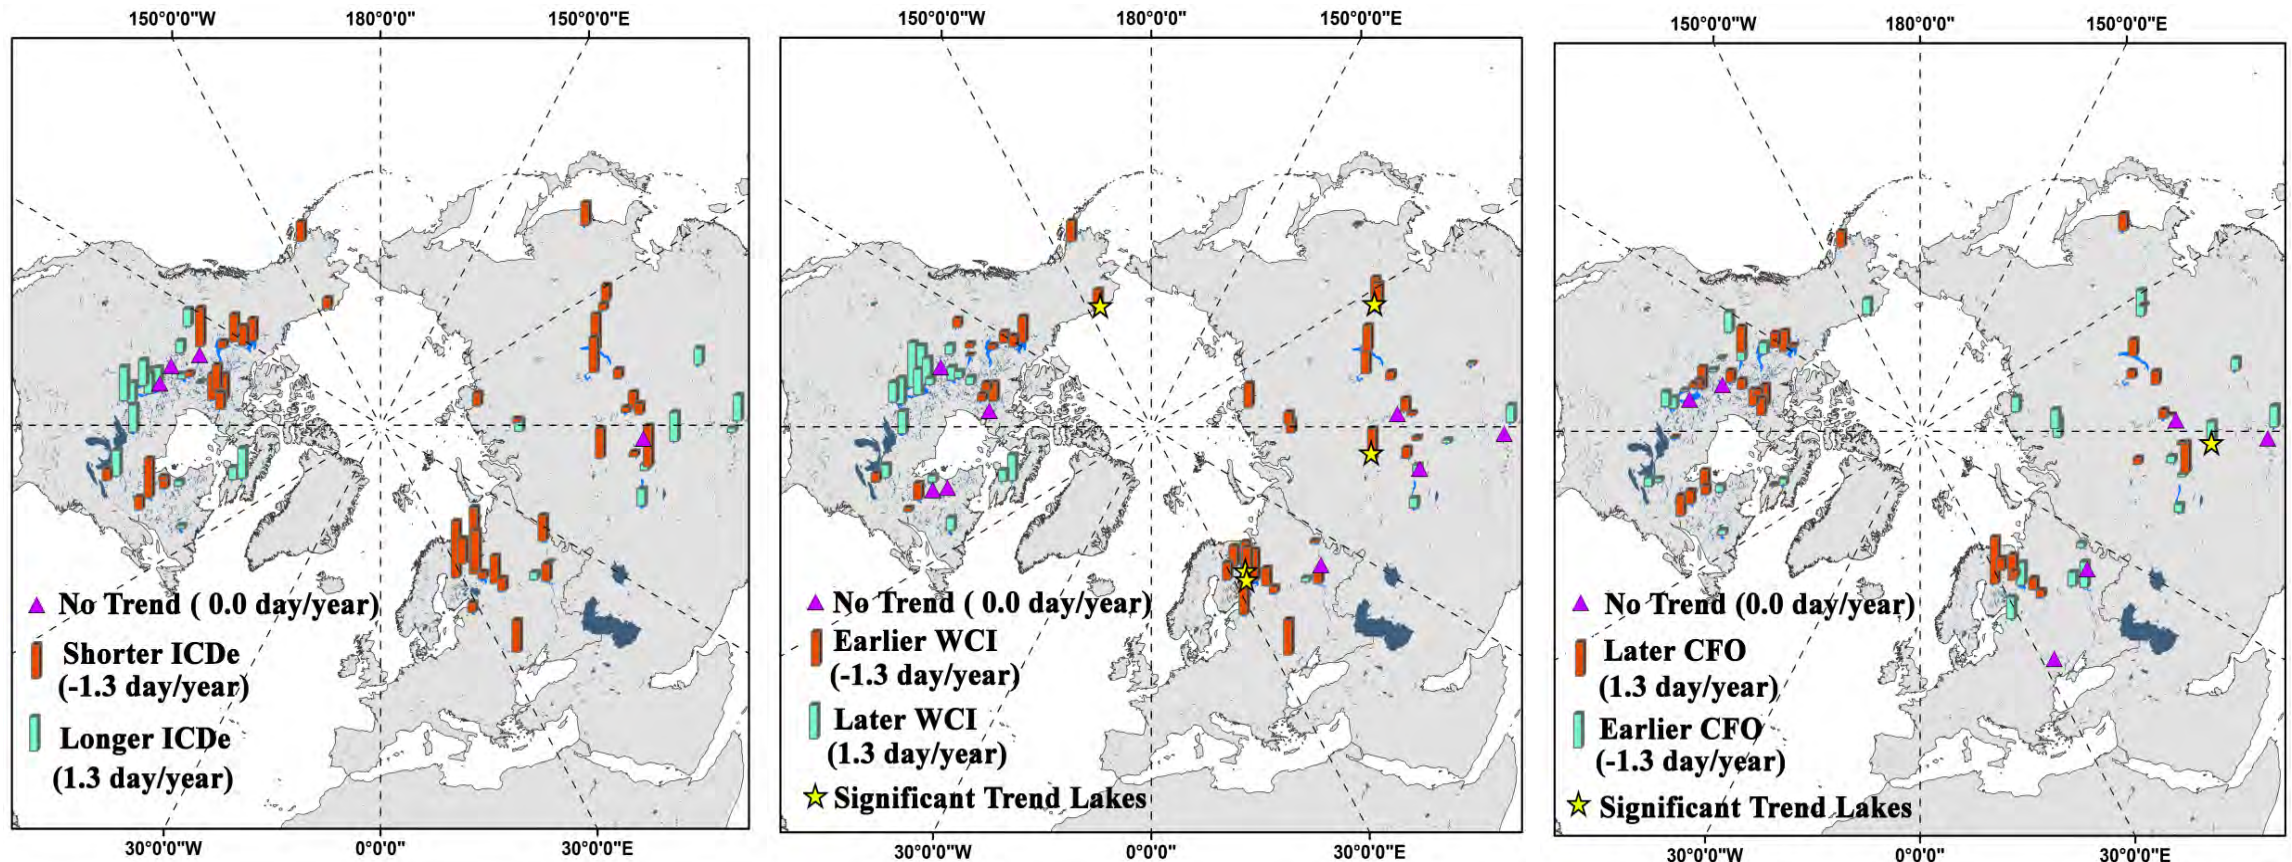 150°0'0"W
180°0'0"
150°0'0"E
No Trend ( 0.0 day/year)
Shorter ICDe
(-1.3 day/year)
Longer ICDe
(1.3 day/year)
30°0'0"W
0°0'0"
30°0'0"E
150°0'0"W
180°0'0"
150°0'0"E
No Trend ( 0.0 day/year)
Earlier WCI
(-1.3 day/year)
Later WCI
(1.3 day/year)
Significant Trend Lakes
30°0'0"W
0°0'0"
30°0'0"E
150°0'0"W
180°0'0"
150°0'0"E
No Trend (0.0 day/year)
Later CFO
(1.3 day/year)
Earlier CFO
(-1.3 day/year)
Significant Trend Lakes
30°0'0"W
0°0'0"
30°0'0"E